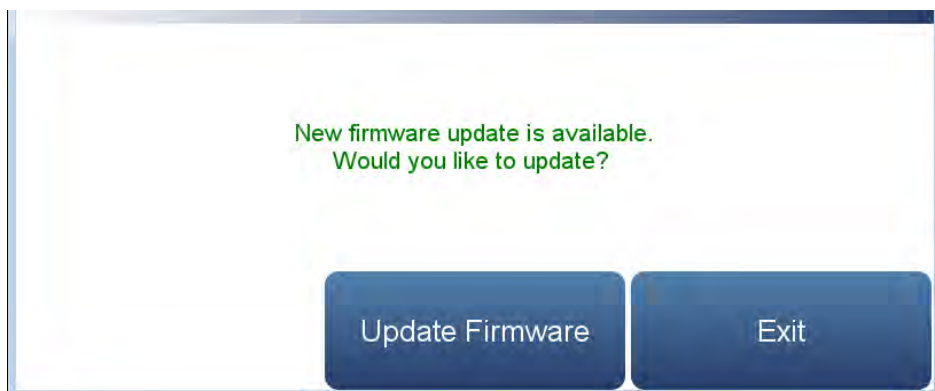 New firmware update is available.
Would you like to update?
Update Firmware
Exit